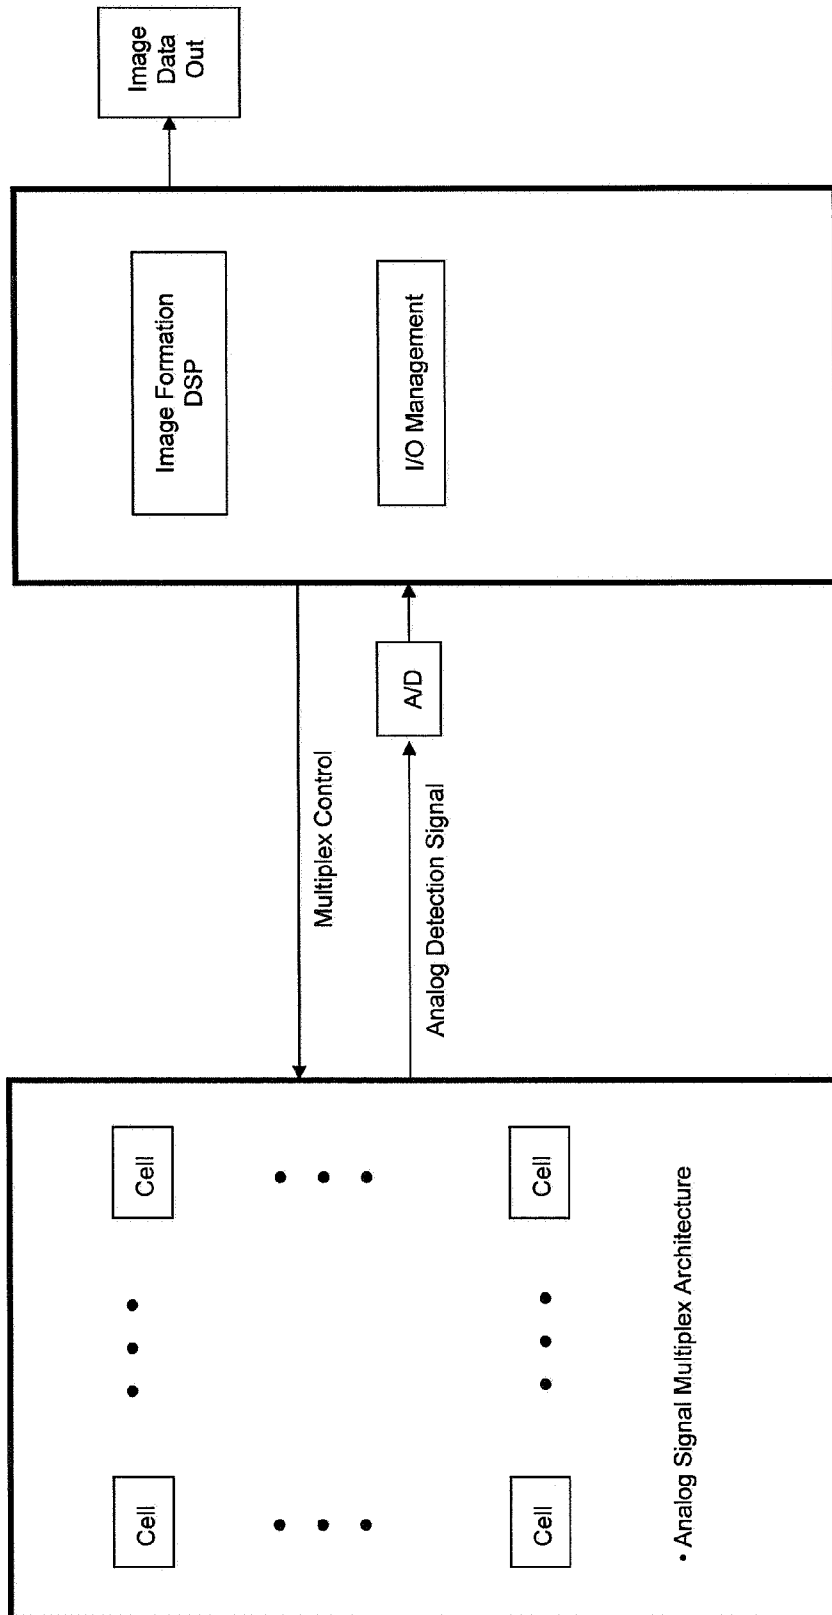 Cell
Cell
Cell
Cell
• Analog Signal Multiplex Architecture
Multiplex Control
Analog Detection Signal
A/D
Image Formation
DSP
I/O Management
Image
Data
Out